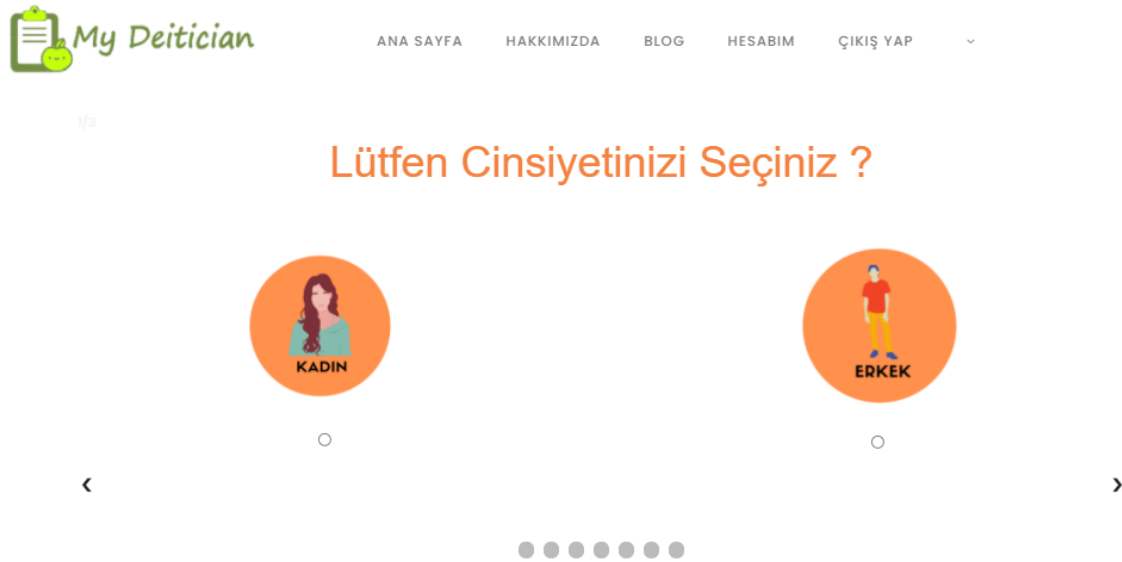 My Deitician
ANA SAYFA HAKKIMIZDA BLOG HESABIM ÇIKIŞ YAP
1/3
Lütfen Cinsiyetinizi Seçiniz ?
KADIN
ERKEK